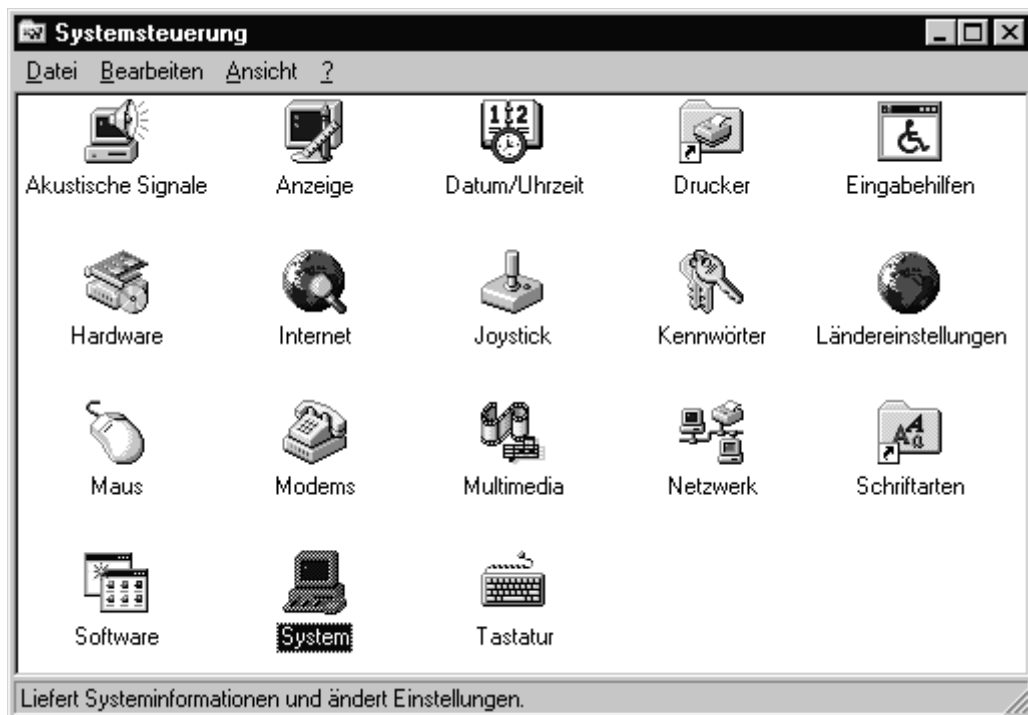 Systemsteuerung
Datei Bearbeiten Ansicht ?
Akustische Signale Anzeige Datum/Uhrzeit Drucker Eingabehilfen
Hardware Internet Joystick Kennwörter Ländereinstellungen
Maus Modems Multimedia Netzwerk Schriftarten
Software System Tastatur
Liefert Systeminformationen und ändert Einstellungen.